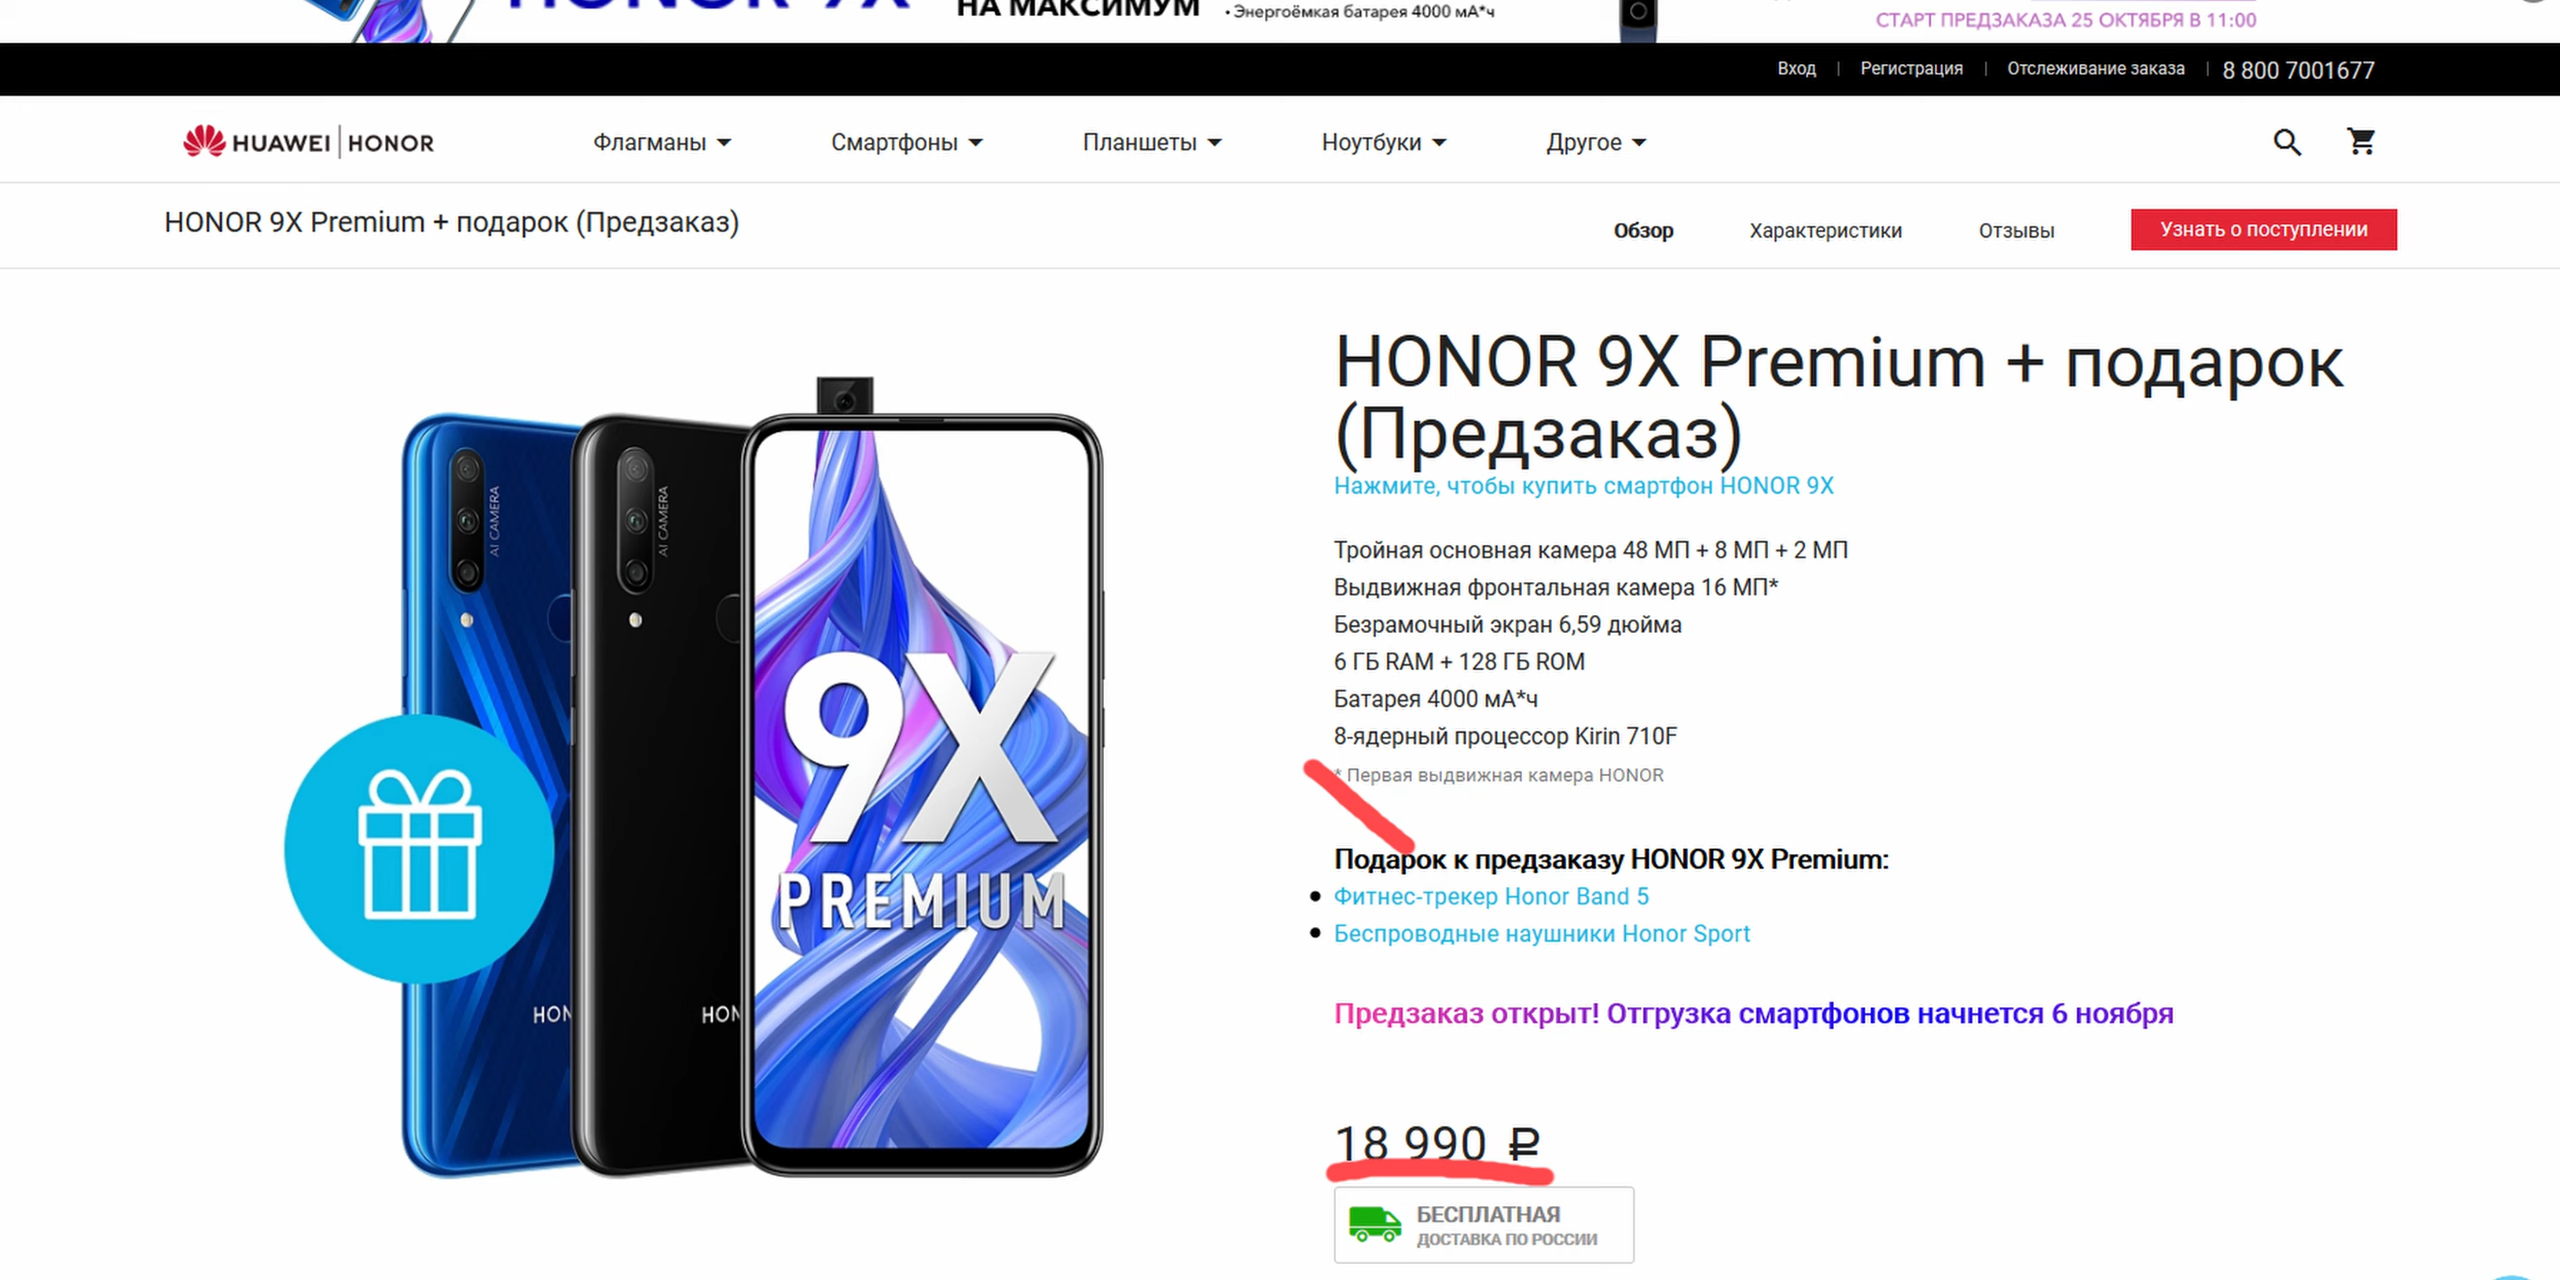 HONOR 9X
НА МАКСИМУМ
• Энергоёмкая батарея 4000 мА*ч
СТАРТ ПРЕДЗАКАЗА 25 ОКТЯБРЯ В 11:00
Вход | Регистрация | Отслеживание заказа | 8 800 7001677
HUAWEI | HONOR
Флагманы
Смартфоны
Планшеты
Ноутбуки
Другое
HONOR 9X Premium + подарок (Предзаказ)
Обзор
Характеристики
Отзывы
Узнать о поступлении
AI CAMERA
AI CAMERA
9X
PREMIUM
HON
HON
HONOR 9X Premium + подарок
(Предзаказ)
Нажмите, чтобы купить смартфон HONOR 9X
Тройная основная камера 48 МП + 8 МП + 2 МП
Выдвижная фронтальная камера 16 МП*
Безрамочный экран 6,59 дюйма
6 ГБ RAM + 128 ГБ ROM
Батарея 4000 мА*ч
8-ядерный процессор Kirin 710F
* Первая выдвижная камера HONOR
Подарок к предзаказу HONOR 9X Premium:
• Фитнес-трекер Honor Band 5
• Беспроводные наушники Honor Sport
Предзаказ открыт! Отгрузка смартфонов начнется 6 ноября
18 990 ₽
БЕСПЛАТНАЯ
ДОСТАВКА ПО РОССИИ